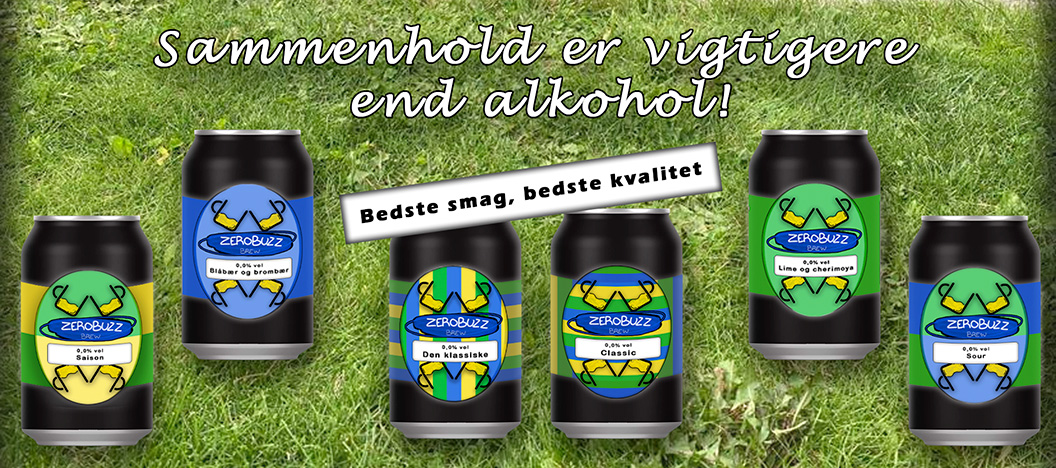 Sammenhold er vigtigere
end alkohol!
Bedste smag, bedste kvalitet
ZEROBUZZ
BREW
0,0% vol
Saison
ZEROBUZZ
BREW
0,0% vol
Blåbær og brombær
ZEROBUZZ
BREW
0,0% vol
Den klassiske
ZEROBUZZ
BREW
0,0% vol
Classic
ZEROBUZZ
BREW
0,0% vol
Lime og cherimoya
ZEROBUZZ
BREW
0,0% vol
Sour